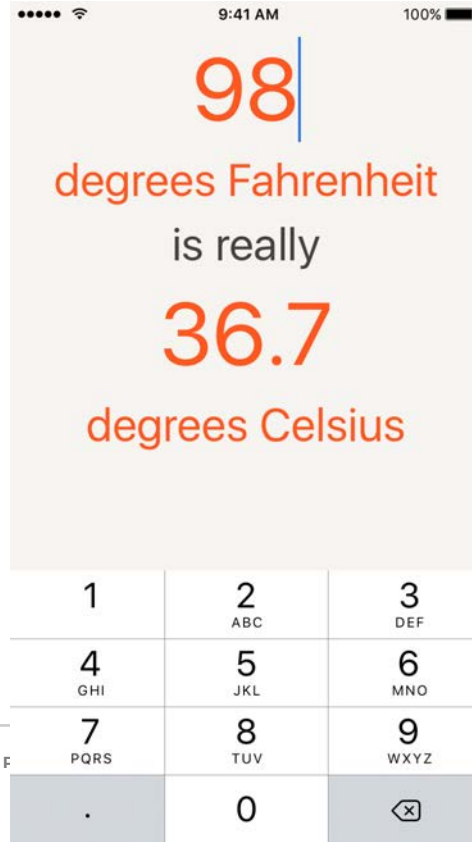 9:41 AM 100%
98
degrees Fahrenheit
is really
36.7
degrees Celsius
1 2 3
ABC DEF
4 5 6
GHI JKL MNO
7 8 9
PQRS TUV WXYZ
. 0